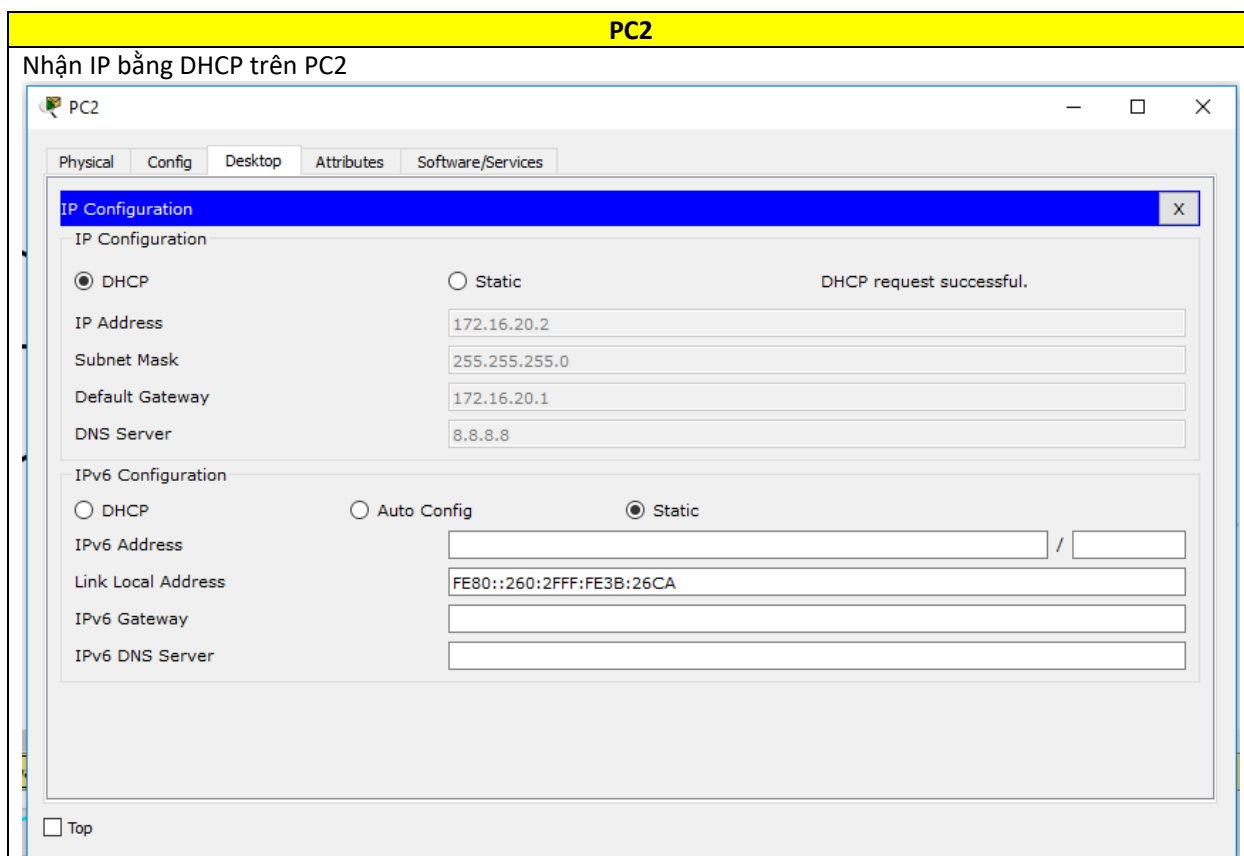 PC2
Nhận IP bằng DHCP trên PC2
PC2
Physical Config Desktop Attributes Software/Services
IP Configuration X
IP Configuration
DHCP Static DHCP request successful.
IP Address 172.16.20.2
Subnet Mask 255.255.255.0
Default Gateway 172.16.20.1
DNS Server 8.8.8.8
IPv6 Configuration
DHCP Auto Config Static
IPv6 Address /
Link Local Address FE80::260:2FFF:FE3B:26CA
IPv6 Gateway
IPv6 DNS Server
Top